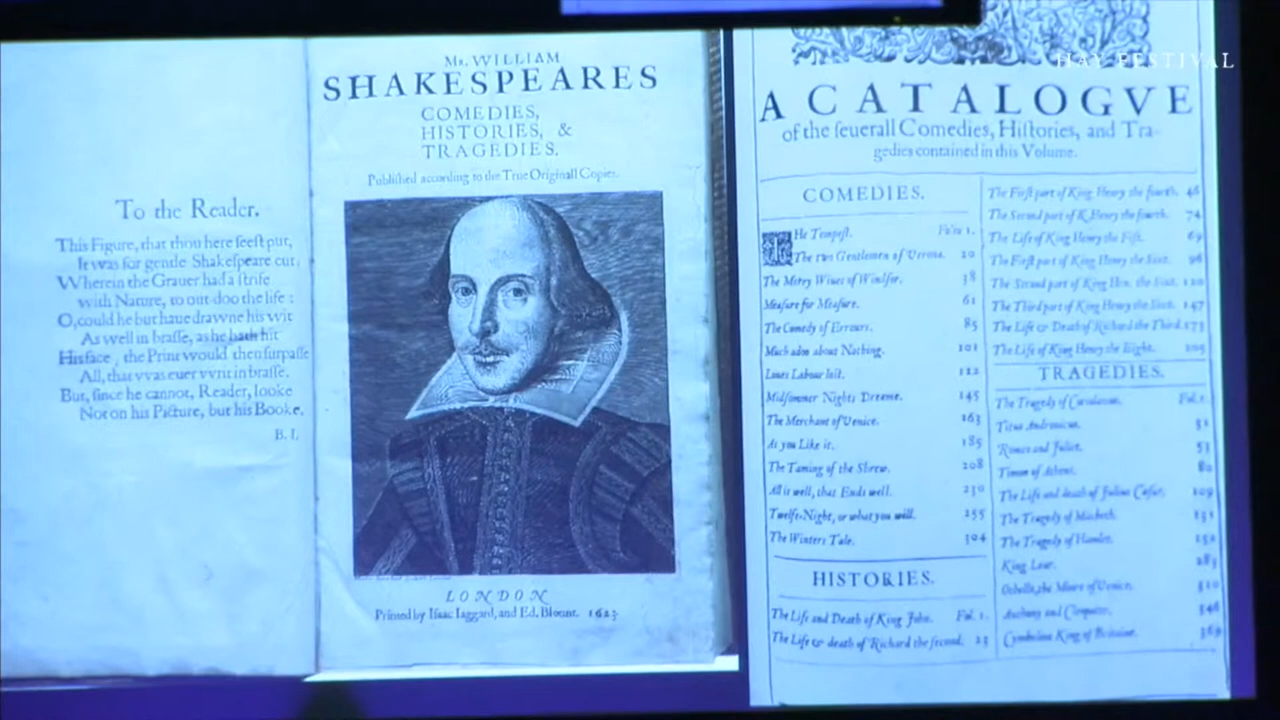 HAY FESTIVAL
To the Reader.
This Figure, that thou here ſeeſt put,
It was for gentle Shakeſpeare cut;
Wherein the Grauer had a ſtrife
with Nature, to out-doo the life :
O, could he but haue drawne his wit
As well in braſſe, as he hath hit
His face , the Print would then ſurpaſſe
All, that vvas euer vvrit in braſſe.
But, ſince he cannot, Reader, looke
Not on his Picture, but his Booke.
B. I.
Mr. WILLIAM
SHAKESPEARES
COMEDIES,
HISTORIES, &
TRAGEDIES.
Publiſhed according to the True Originall Copies.
LONDON
Printed by Iſaac Iaggard, and Ed. Blount. 1623
A CATALOGVE
of the ſeuerall Comedies, Hiſtories, and Tra-
gedies contained in this Volume.
COMEDIES.
The Tempeſt. Folio 1.
The two Gentlemen of Verona. 20
The Merry Wiues of Windſor. 38
Meaſure for Meaſure. 61
The Comedy of Errours. 85
Much adoo about Nothing. 101
Loues Labour loſt. 122
Midſommer Nights Dreame. 145
The Merchant of Venice. 163
As you Like it. 185
The Taming of the Shrew. 208
All is well, that Ends well. 230
Twelfe-Night, or what you will. 255
The Winters Tale. 304
HISTORIES.
The Life and Death of King John. Fol. 1.
The Life & death of Richard the ſecond. 23
The Firſt part of King Henry the fourth. 46
The Second part of K. Henry the fourth. 74
The Life of King Henry the Fift. 69
The Firſt part of King Henry the Sixt. 96
The Second part of King Hen. the Sixt. 120
The Third part of King Henry the Sixt. 147
The Life & Death of Richard the Third. 173
The Life of King Henry the Eight. 205
TRAGEDIES.
The Tragedy of Coriolanus. Fol. 1.
Titus Andronicus. 31
Romeo and Juliet. 53
Timon of Athens. 80
The Life and death of Julius Cæſar. 109
The Tragedy of Macbeth. 131
The Tragedy of Hamlet. 152
King Lear. 283
Othello, the Moore of Venice. 310
Anthony and Cleopater. 346
Cymbeline King of Britaine. 369